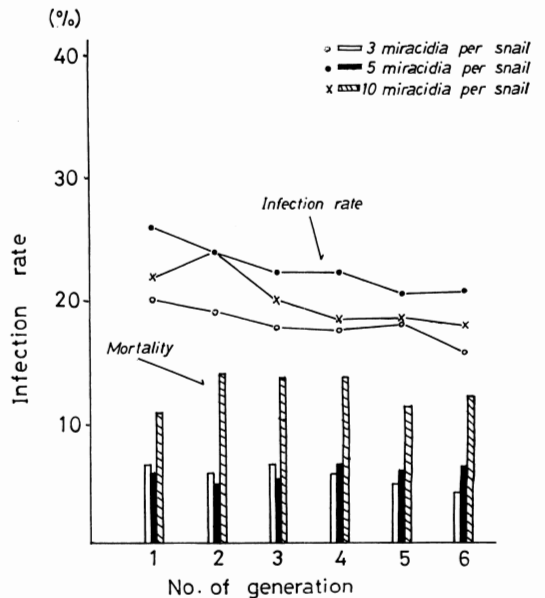 (%)
40
30
20
10
Infection rate
3 miracidia per snail
5 miracidia per snail
10 miracidia per snail
Infection rate
Mortality
1 2 3 4 5 6
No. of generation